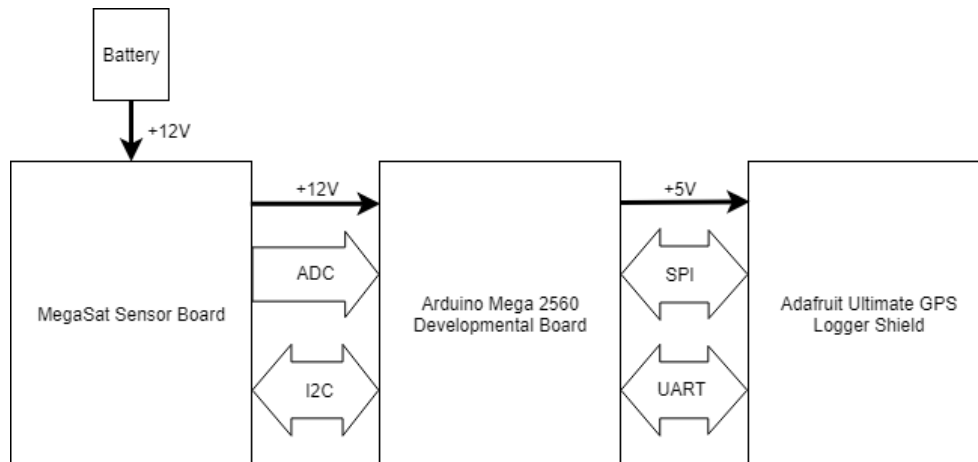 Battery
+12V
+12V
+5V
ADC
SPI
MegaSat Sensor Board
Arduino Mega 2560
Developmental Board
Adafruit Ultimate GPS
Logger Shield
I2C
UART